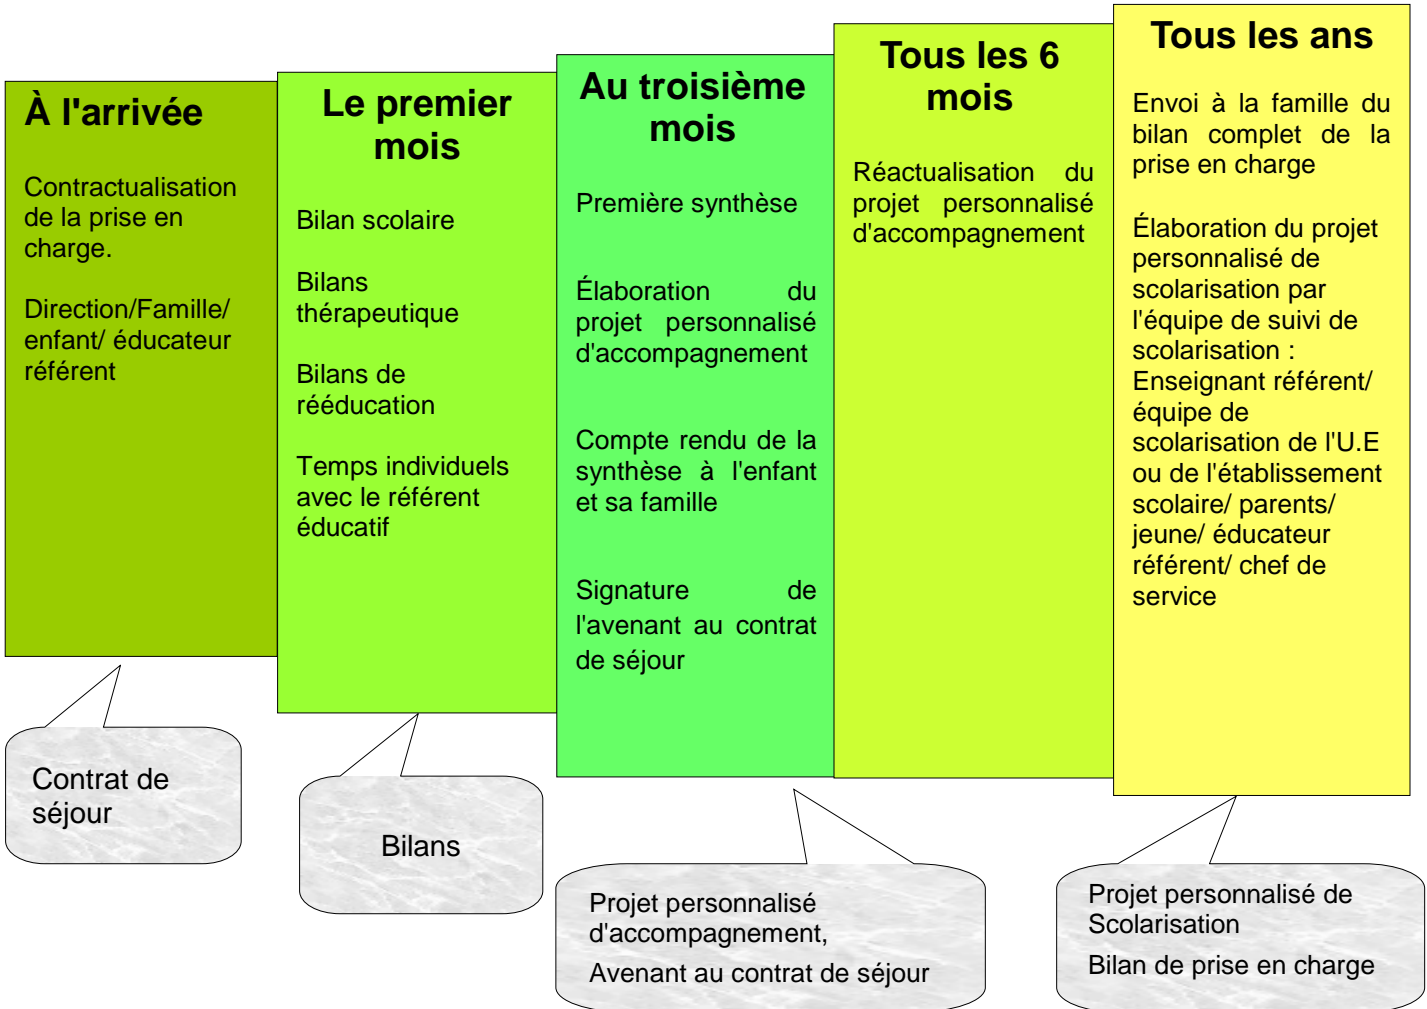 À l'arrivée
Contractualisation
de la prise en
charge.
Direction/Famille/
enfant/ éducateur
référent
Le premier
mois
Bilan scolaire
Bilans
thérapeutique
Bilans de
rééducation
Temps individuels
avec le référent
éducatif
Au troisième
mois
Première synthèse
Élaboration du
projet personnalisé
d'accompagnement
Compte rendu de la
synthèse à l'enfant
et sa famille
Signature de
l'avenant au contrat
de séjour
Tous les 6
mois
Réactualisation du
projet personnalisé
d'accompagnement
Tous les ans
Envoi à la famille du
bilan complet de la
prise en charge
Élaboration du projet
personnalisé de
scolarisation par
l'équipe de suivi de
scolarisation :
Enseignant référent/
équipe de
scolarisation de l'U.E
ou de l'établissement
scolaire/ parents/
jeune/ éducateur
référent/ chef de
service
Contrat de
séjour
Bilans
Projet personnalisé
d'accompagnement,
Avenant au contrat de séjour
Projet personnalisé de
Scolarisation
Bilan de prise en charge